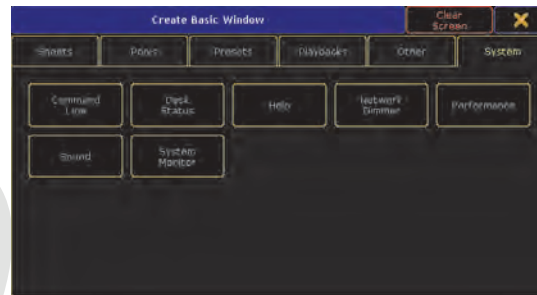 Create Basic Window
Clear Screen
Sheets Pools Presets Playbacks Other System
Command Line
Desk Status
Help
Network Dimmer
Performance
Sound
System Monitor